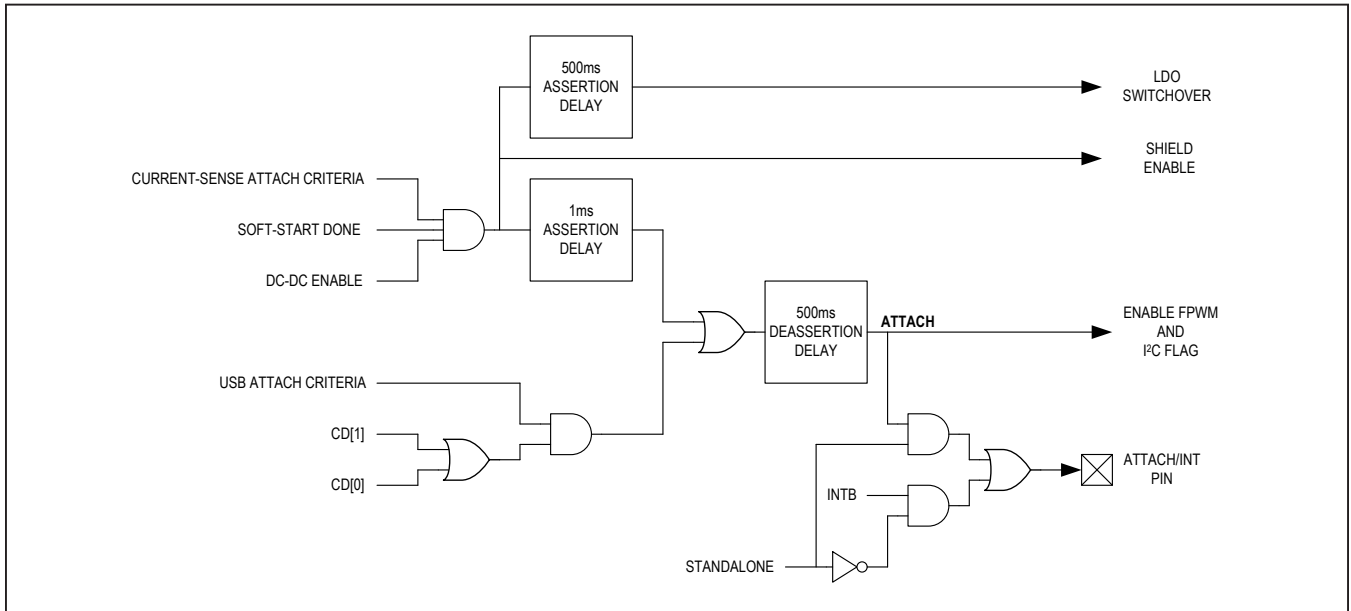 500ms
ASSERTION
DELAY
LDO
SWITCHOVER
SHIELD
ENABLE
CURRENT-SENSE ATTACH CRITERIA
SOFT-START DONE
DC-DC ENABLE
1ms
ASSERTION
DELAY
500ms
DEASSERTION
DELAY
ATTACH
ENABLE FPWM
AND
I²C FLAG
USB ATTACH CRITERIA
CD[1]
CD[0]
INTB
ATTACH/INT
PIN
STANDALONE